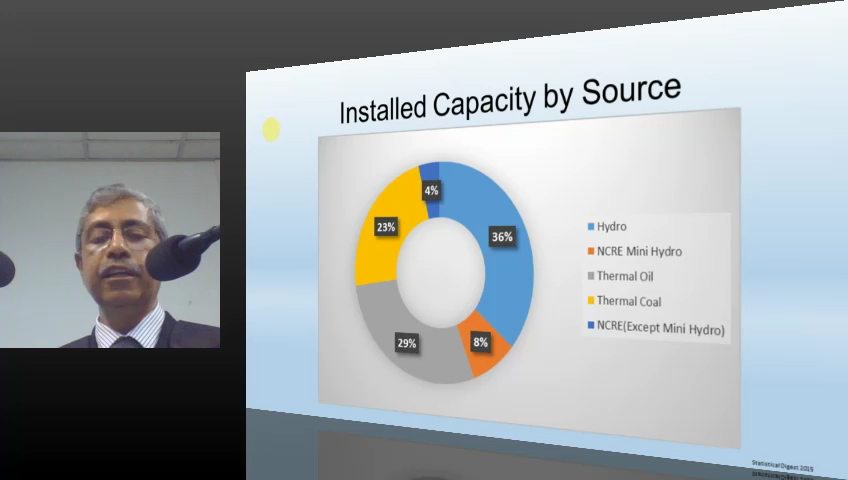 Installed Capacity by Source
4%
23%
36%
29%
8%
Hydro
NCRE Mini Hydro
Thermal Oil
Thermal Coal
NCRE(Except Mini Hydro)
Statistical Digest 2015